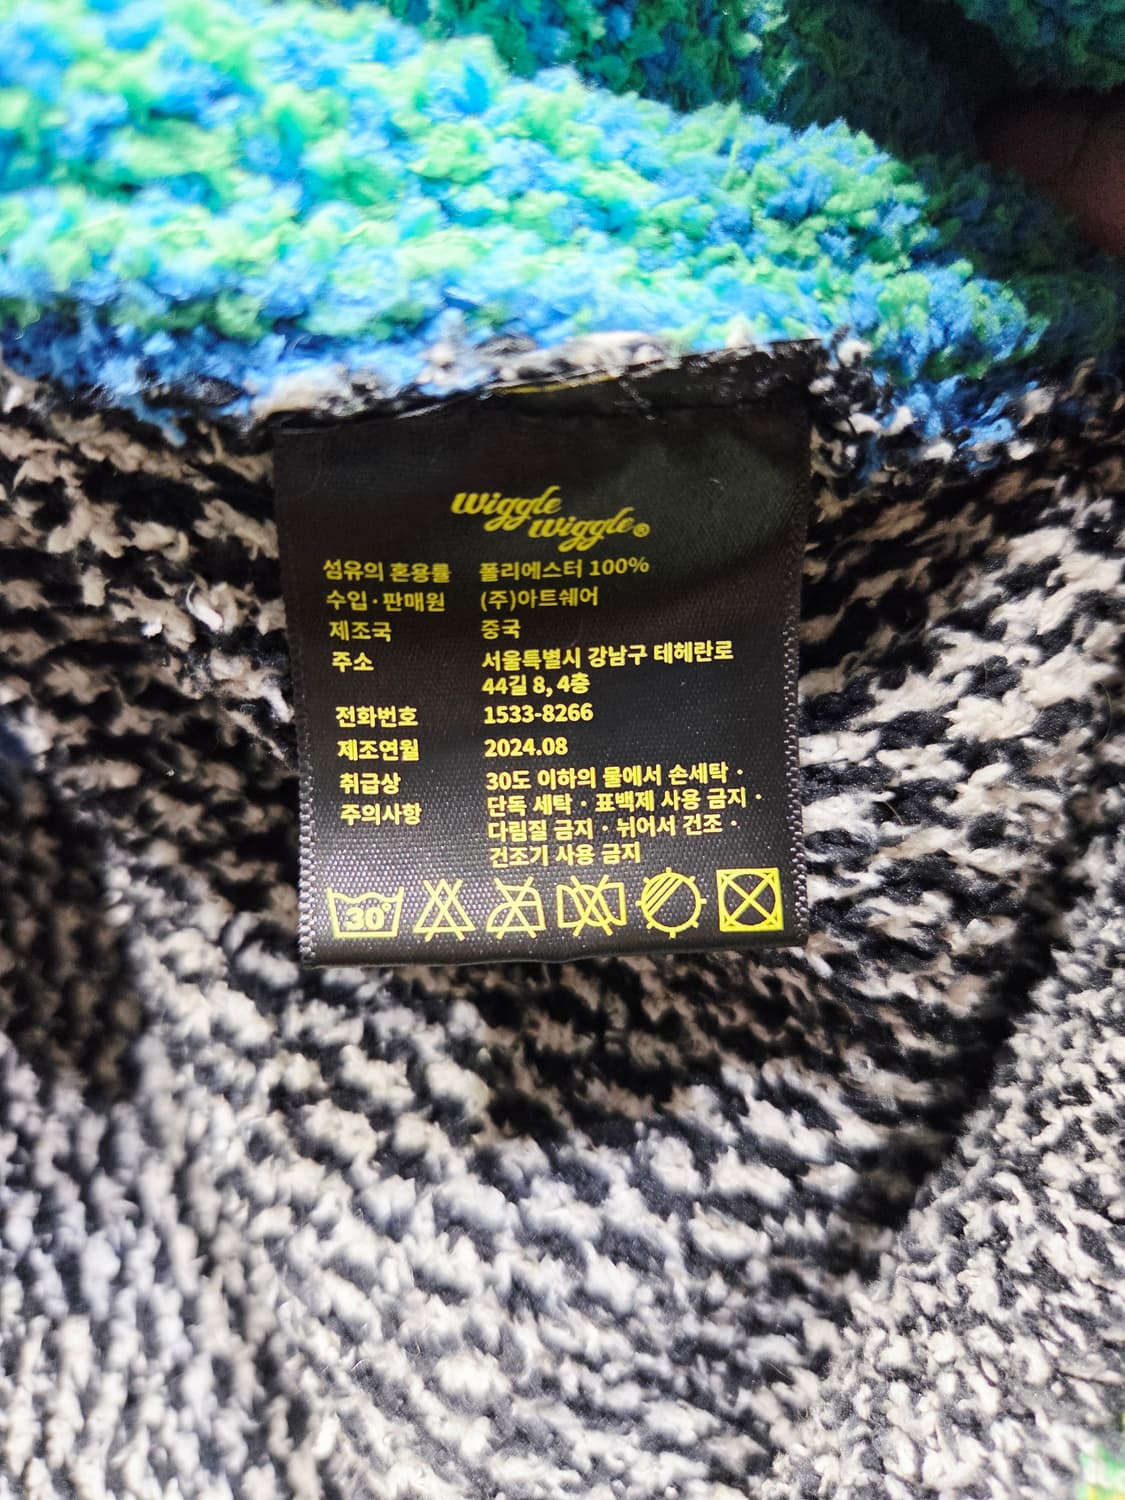 wiggle
wiggle®
섬유의 혼용률 폴리에스터 100%
수입·판매원 (주)아트쉐어
제조국 중국
주소 서울특별시 강남구 테헤란로
44길 8, 4층
전화번호 1533-8266
제조연월 2024.08
취급상 30도 이하의 물에서 손세탁 ·
주의사항 단독 세탁 · 표백제 사용 금지 ·
다림질 금지 · 뉘어서 건조 ·
건조기 사용 금지
30